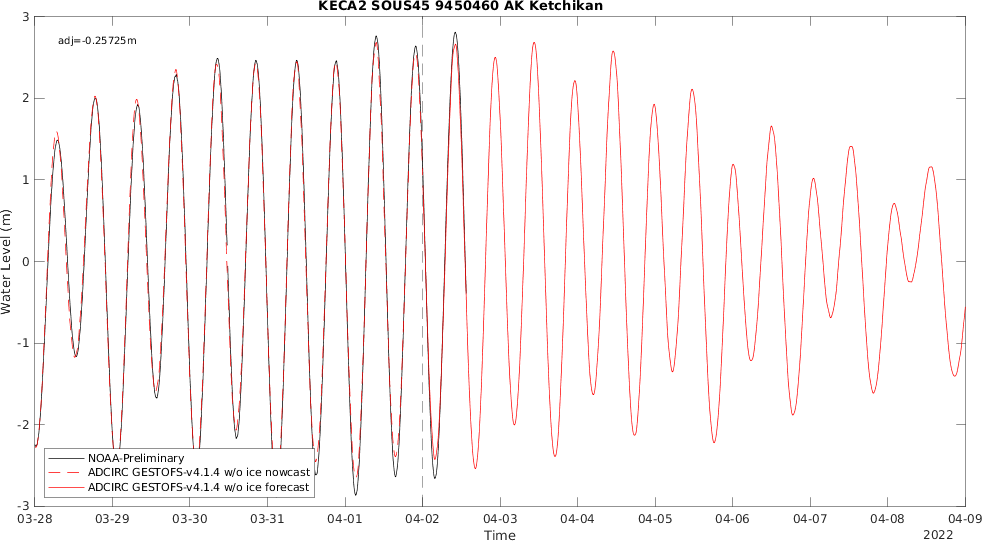 KECA2 SOUS45 9450460 AK Ketchikan
adj=-0.25725m
3
2
1
0
-1
-2
-3
Water Level (m)
NOAA-Preliminary
ADCIRC GESTOFS-v4.1.4 w/o ice nowcast
ADCIRC GESTOFS-v4.1.4 w/o ice forecast
03-28 03-29 03-30 03-31 04-01 04-02 04-03 04-04 04-05 04-06 04-07 04-08 04-09
Time
2022